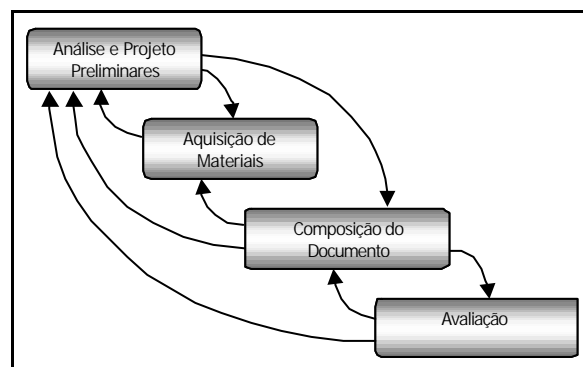 Análise e Projeto
Preliminares
Aquisição de
Materiais
Composição do
Documento
Avaliação